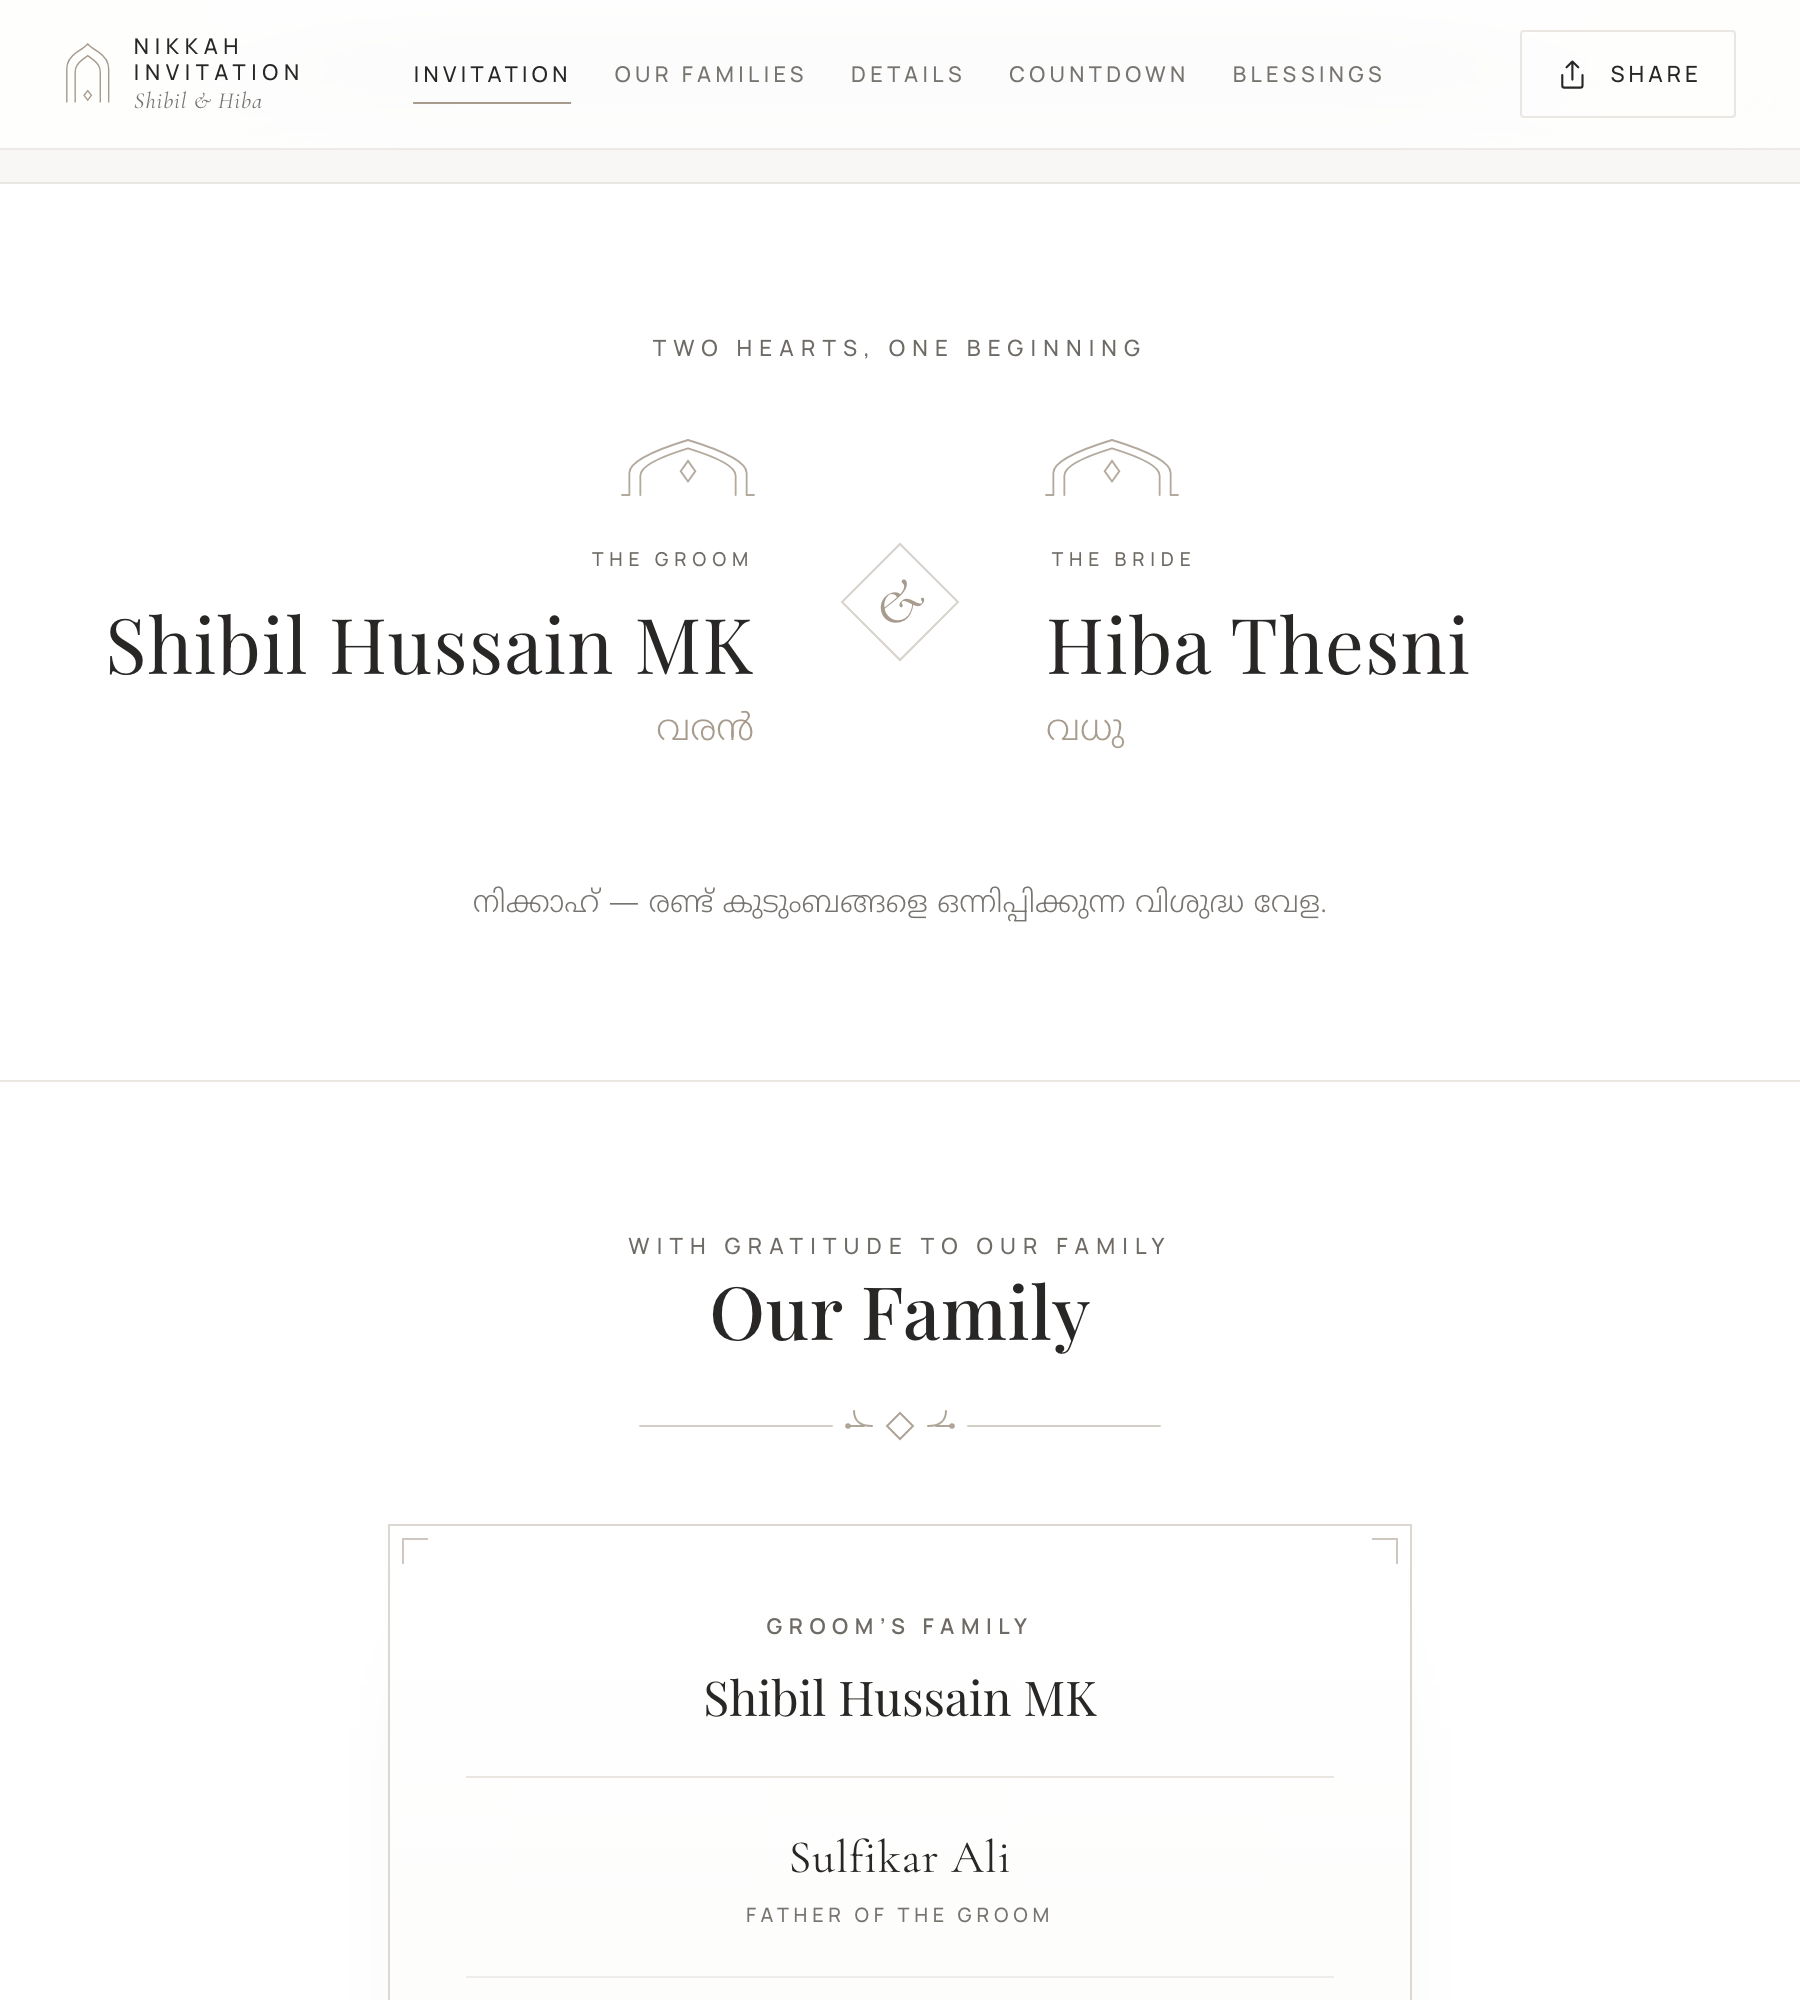 NIKKAH
INVITATION
Shibil & Hiba
INVITATION
OUR FAMILIES
DETAILS
COUNTDOWN
BLESSINGS
SHARE
TWO HEARTS, ONE BEGINNING
THE GROOM
Shibil Hussain MK
വരൻ
&
THE BRIDE
Hiba Thesni
വധു
നിക്കാഹ് — രണ്ട് കുടുംബങ്ങളെ ഒന്നിപ്പിക്കുന്ന വിശുദ്ധ വേള.
WITH GRATITUDE TO OUR FAMILY
Our Family
GROOM’S FAMILY
Shibil Hussain MK
Sulfikar Ali
FATHER OF THE GROOM